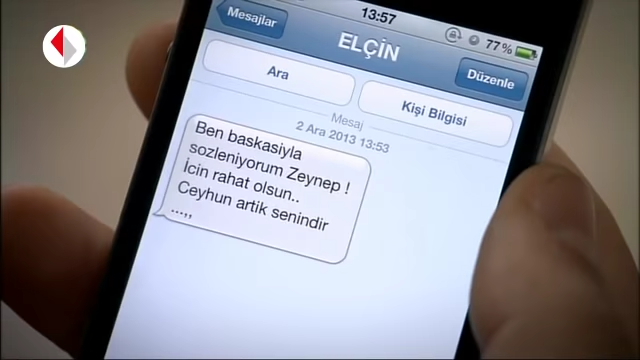 13:57
77%
Mesajlar
ELÇİN
Düzenle
Ara
Kişi Bilgisi
Mesaj
2 Ara 2013 13:53
Ben baskasiyla
sozleniyorum Zeynep !
İcin rahat olsun..
Ceyhun artik senindir
...,,